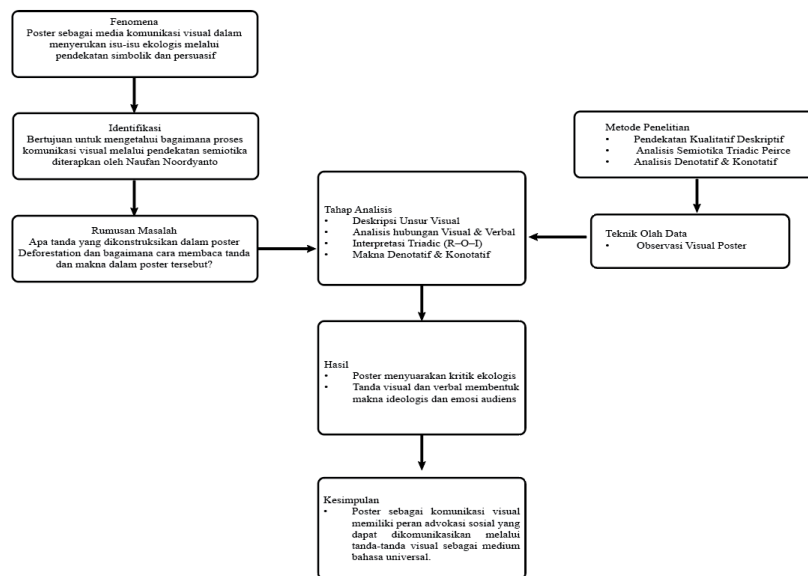 Fenomena
Poster sebagai media komunikasi visual dalam
menyerukan isu-isu ekologis melalui
pendekatan simbolik dan persuasif
Identifikasi
Bertujuan untuk mengetahui bagaimana proses
komunikasi visual melalui pendekatan semiotika
diterapkan oleh Naufan Noordyanto
Rumusan Masalah
Apa tanda yang dikonstruksikan dalam poster
Deforestation dan bagaimana cara membaca tanda
dan makna dalam poster tersebut?
Metode Penelitian
• Pendekatan Kualitatif Deskriptif
• Analisis Semiotika Triadic Peirce
• Analisis Denotatif & Konotatif
Teknik Olah Data
• Observasi Visual Poster
Tahap Analisis
• Deskripsi Unsur Visual
• Analisis hubungan Visual & Verbal
• Interpretasi Triadic (R–O–I)
• Makna Denotatif & Konotatif
Hasil
• Poster menyuarakan kritik ekologis
• Tanda visual dan verbal membentuk
makna ideologis dan emosi audiens
Kesimpulan
• Poster sebagai komunikasi visual
memiliki peran advokasi sosial yang
dapat dikomunikasikan melalui
tanda-tanda visual sebagai medium
bahasa universal.